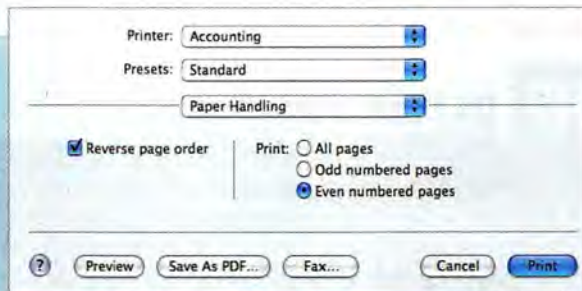 Printer: Accounting
Presets: Standard
Paper Handling
Reverse page order Print: All pages
Odd numbered pages
Even numbered pages
? Preview Save As PDF... Fax... Cancel Print